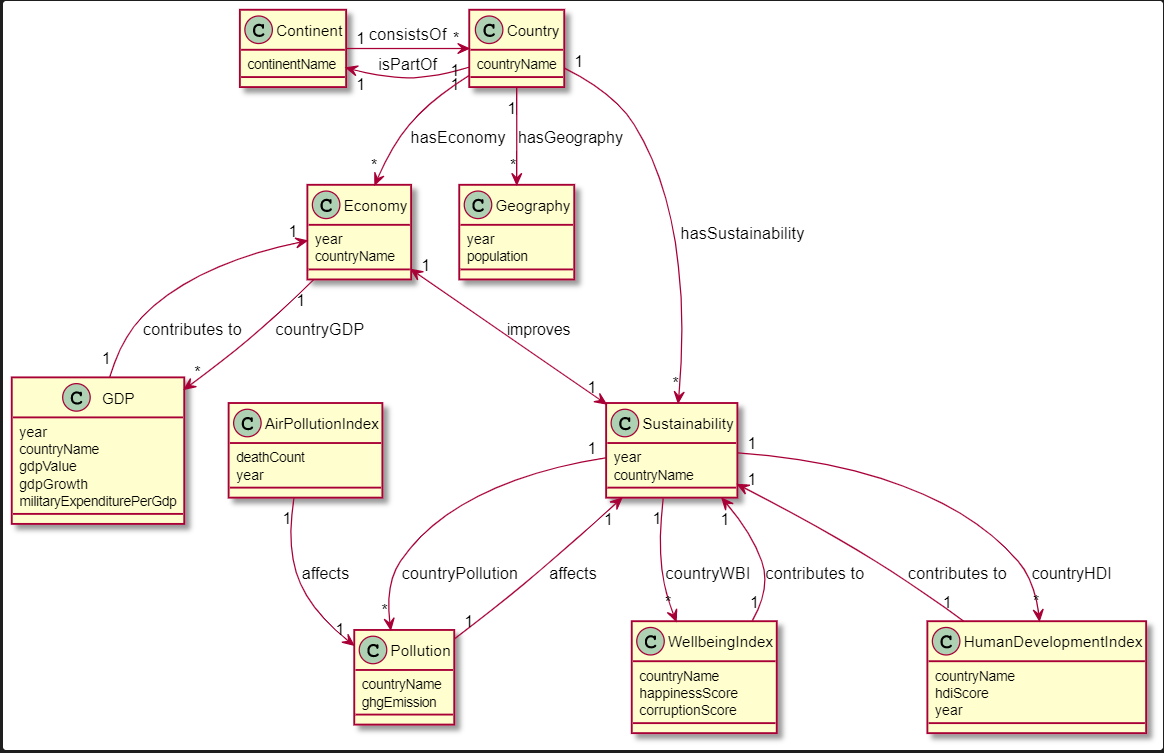 C Continent
continentName
1 consistsOf *
C Country
countryName
1 isPartOf 1
1
hasEconomy
*
1
hasGeography
*
1
hasSustainability
*
C Economy
year
countryName
C Geography
year
population
1
contributes to
1
1
countryGDP
*
1
improves
1
C GDP
year
countryName
gdpValue
gdpGrowth
militaryExpenditurePerGdp
C AirPollutionIndex
deathCount
year
C Sustainability
year
countryName
1
affects
1
1
countryPollution
*
1
affects
1
1
countryWBI
*
1
contributes to
1
1
contributes to
1
1
countryHDI
*
C Pollution
countryName
ghgEmission
C WellbeingIndex
countryName
happinessScore
corruptionScore
C HumanDevelopmentIndex
countryName
hdiScore
year